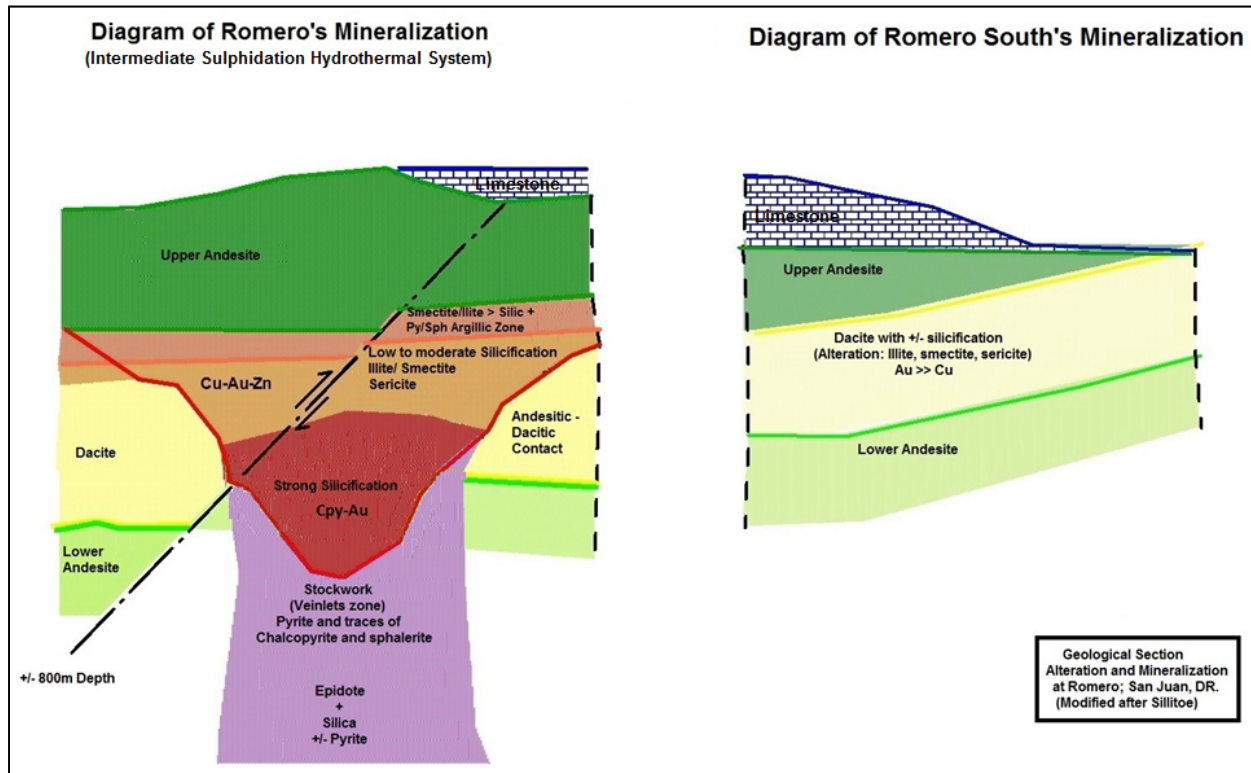 Diagram of Romero's Mineralization
(Intermediate Sulphidation Hydrothermal System)
Limestone
Upper Andesite
Smectite/Ilite > Silic +
Py/Sph Argillic Zone
Low to moderate Silicification
Illite/ Smectite
Sericite
Cu-Au-Zn
Andesitic -
Dacitic
Contact
Dacite
Strong Silicification
Cpy-Au
Lower
Andesite
Stockwork
(Veinlets zone)
Pyrite and traces of
Chalcopyrite and sphalerite
+/- 800m Depth
Epidote
+
Silica
+/- Pyrite
Diagram of Romero South's Mineralization
Limestone
Upper Andesite
Dacite with +/- silicification
(Alteration: Illite, smectite, sericite)
Au >> Cu
Lower Andesite
Geological Section
Alteration and Mineralization
at Romero; San Juan, DR.
(Modified after Sillitoe)